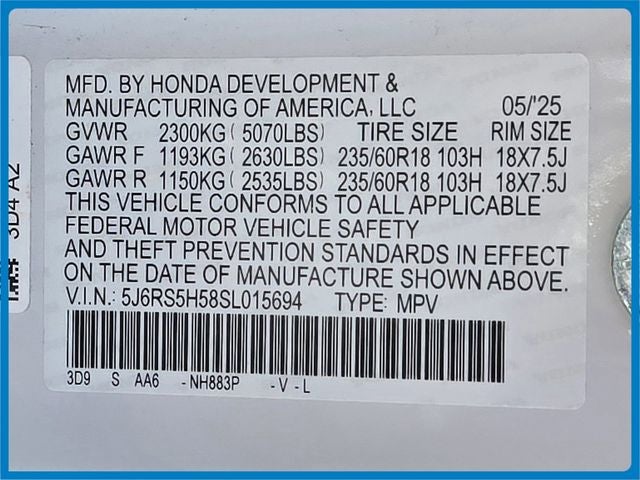 MFD. BY HONDA DEVELOPMENT &
MANUFACTURING OF AMERICA, LLC 05/'25
GVWR 2300KG( 5070LBS) TIRE SIZE RIM SIZE
GAWR F 1193KG( 2630LBS) 235/60R18 103H 18X7.5J
GAWR R 1150KG( 2535LBS) 235/60R18 103H 18X7.5J
THIS VEHICLE CONFORMS TO ALL APPLICABLE
FEDERAL MOTOR VEHICLE SAFETY
AND THEFT PREVENTION STANDARDS IN EFFECT
ON THE DATE OF MANUFACTURE SHOWN ABOVE.
V.I.N.: 5J6RS5H58SL015694 TYPE: MPV
3D9 S AA6 -NH883P -V-L
3D4 A2